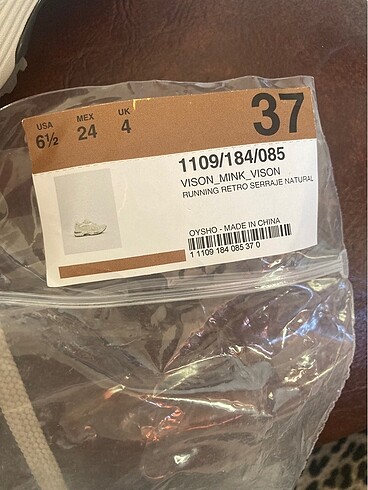 USA MEX UK
6½ 24 4
37
1109/184/085
VISON_MINK_VISON
RUNNING RETRO SERRAJE NATURAL
OYSHO - MADE IN CHINA
1 1109 184 085 37 0